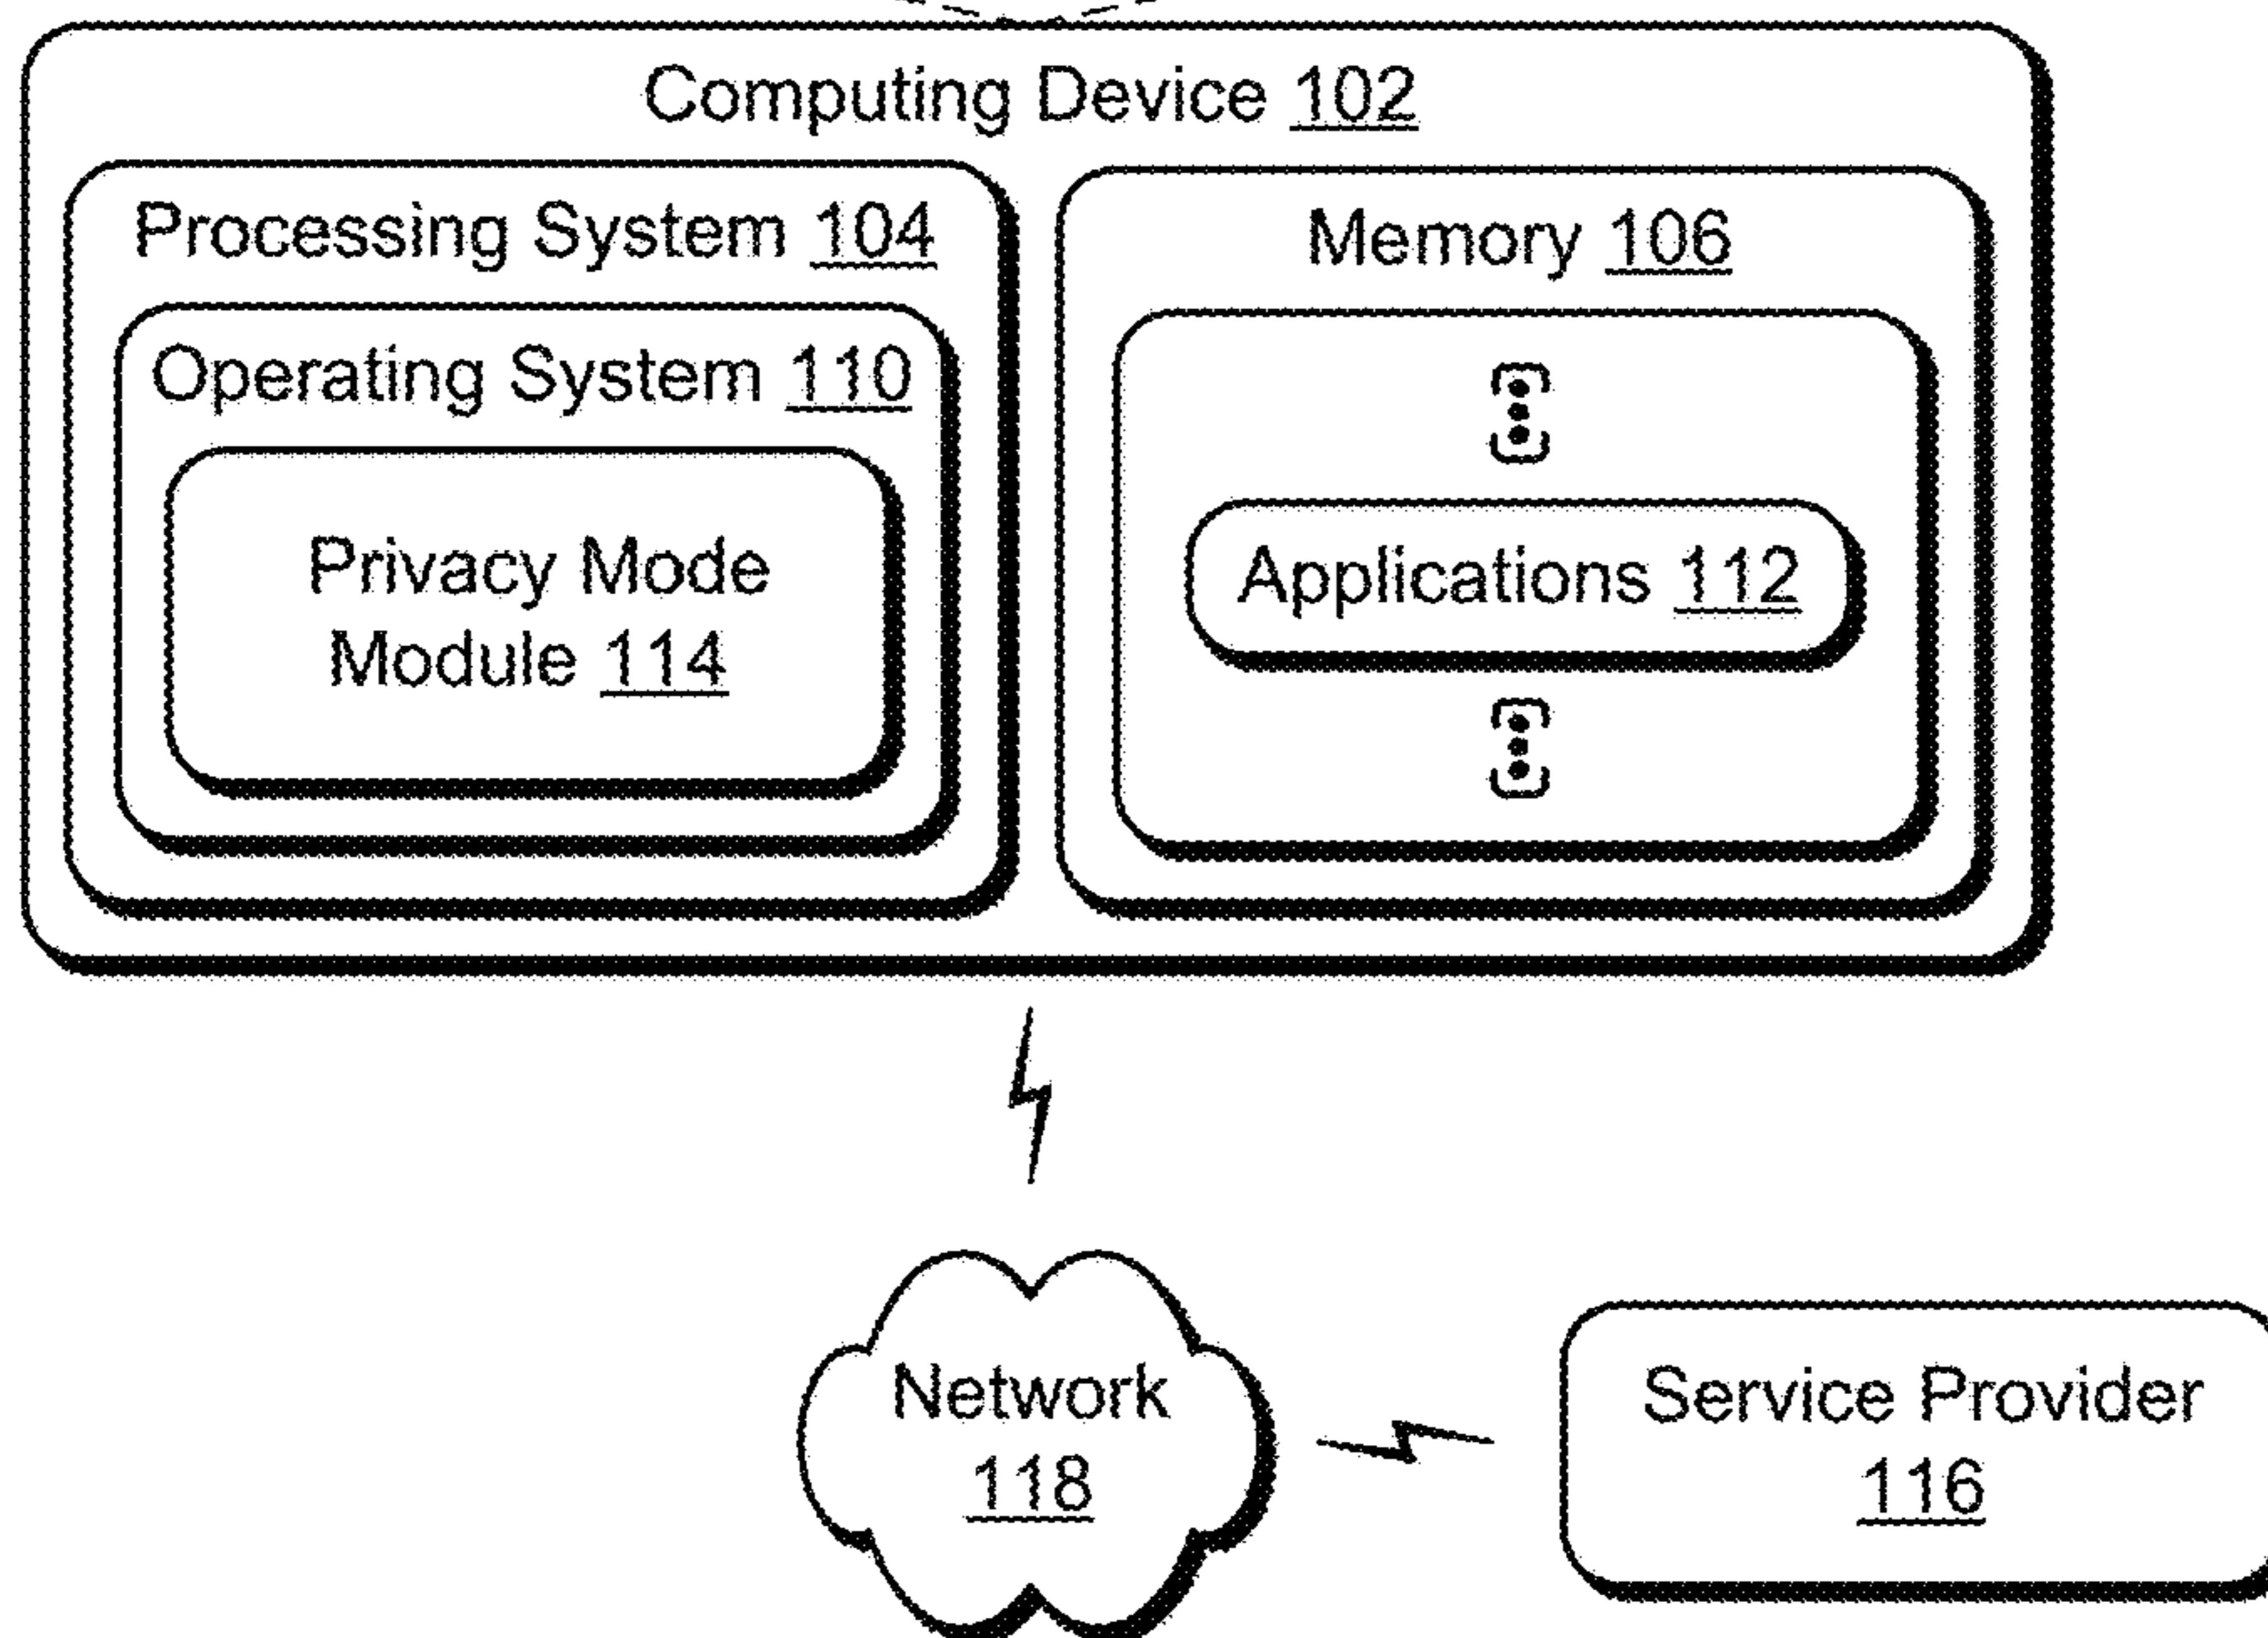 Computing Device 102
Processing System 104
Memory 106
Operating System 110
Privacy Mode
Module 114
Applications 112
Network
118
Service Provider
116